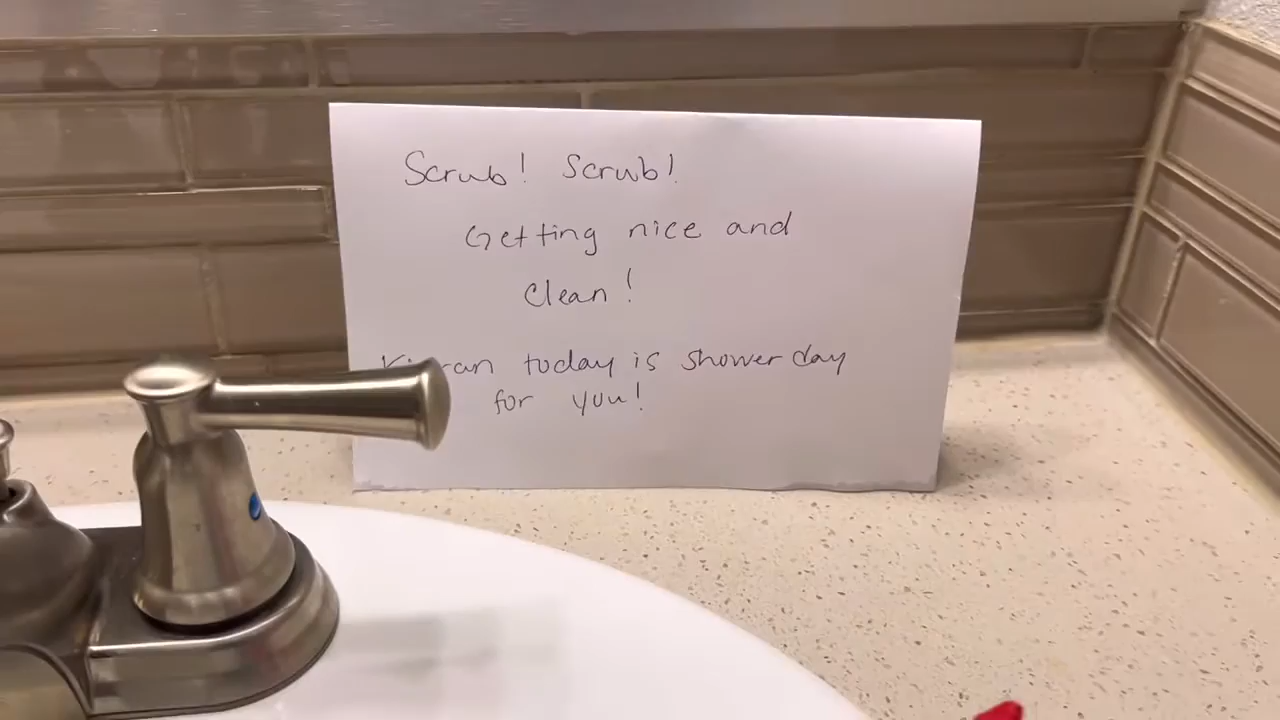 Scrub! Scrub!
Getting nice and
Clean!
today is shower day
for you!